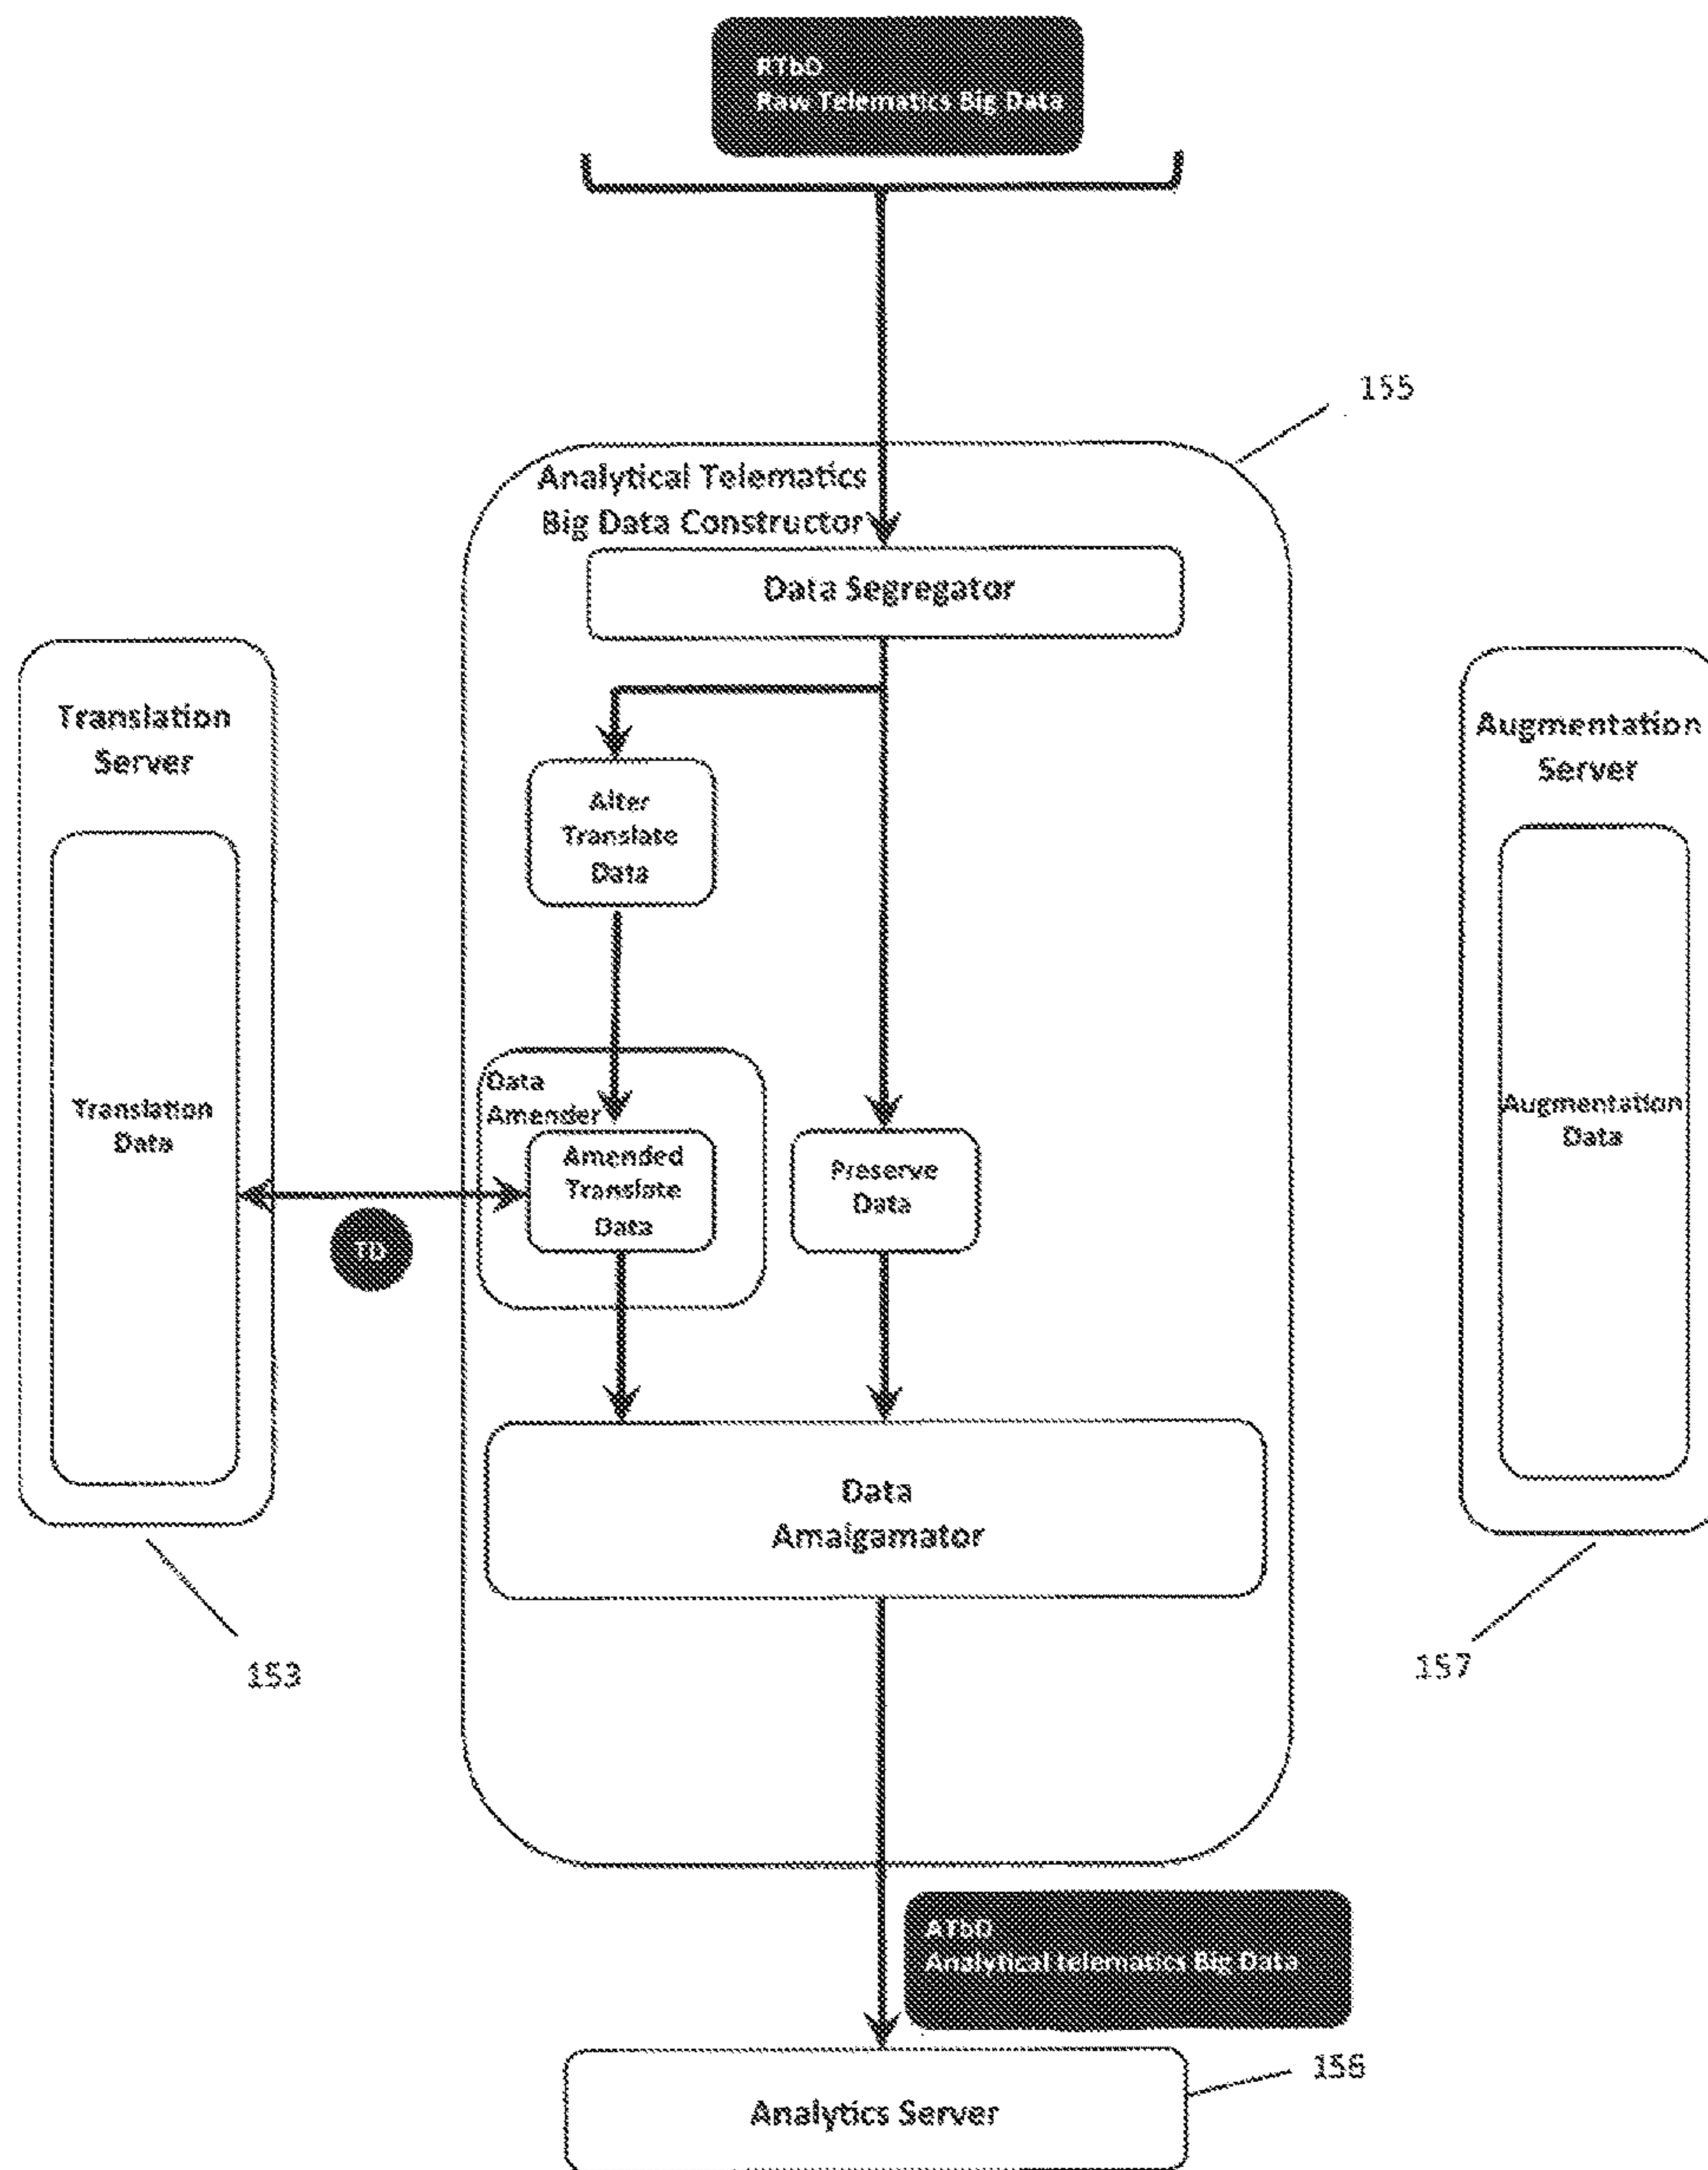 RTbD
Raw Telematics Big Data
155
Analytical Telematics
Big Data Constructor
Data Segregator
Translation
Server
Augmentation
Server
Alter
Translate
Data
Data
Amender
Translation
Data
Augmentation
Data
Amended
Translate
Data
Preserve
Data
TD
Data
Amalgamator
153
157
ATbD
Analytical telematics Big Data
156
Analytics Server